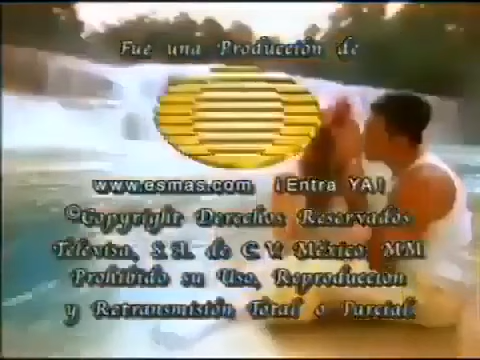 Fue una Producción de
www.esmas.com ¡Entra YA!
©Copyright Derechos Reservados
Televisa, S.A. de C.V. México MM
Prohibido su Uso, Reproduccion
y Retransmisión Total o Parcial